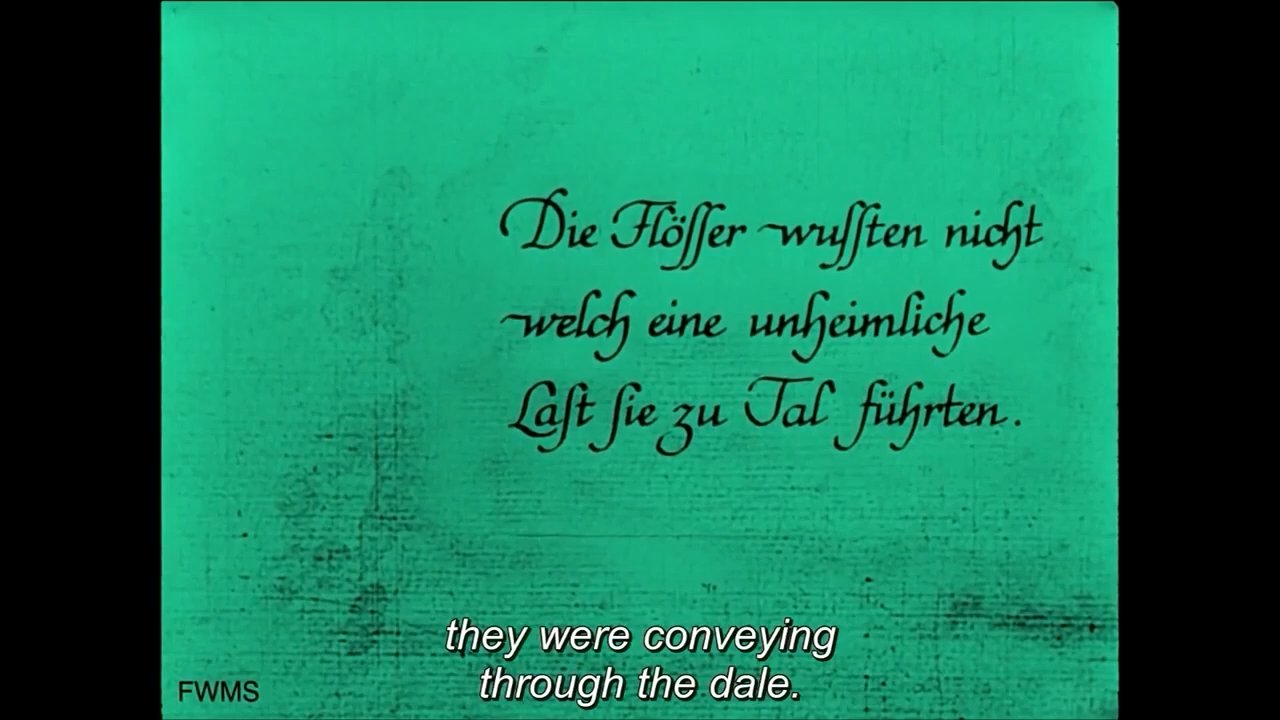 Die Flösser wussten nicht
welch eine unheimliche
Last sie zu Tal führten.
they were conveying
through the dale.
FWMS